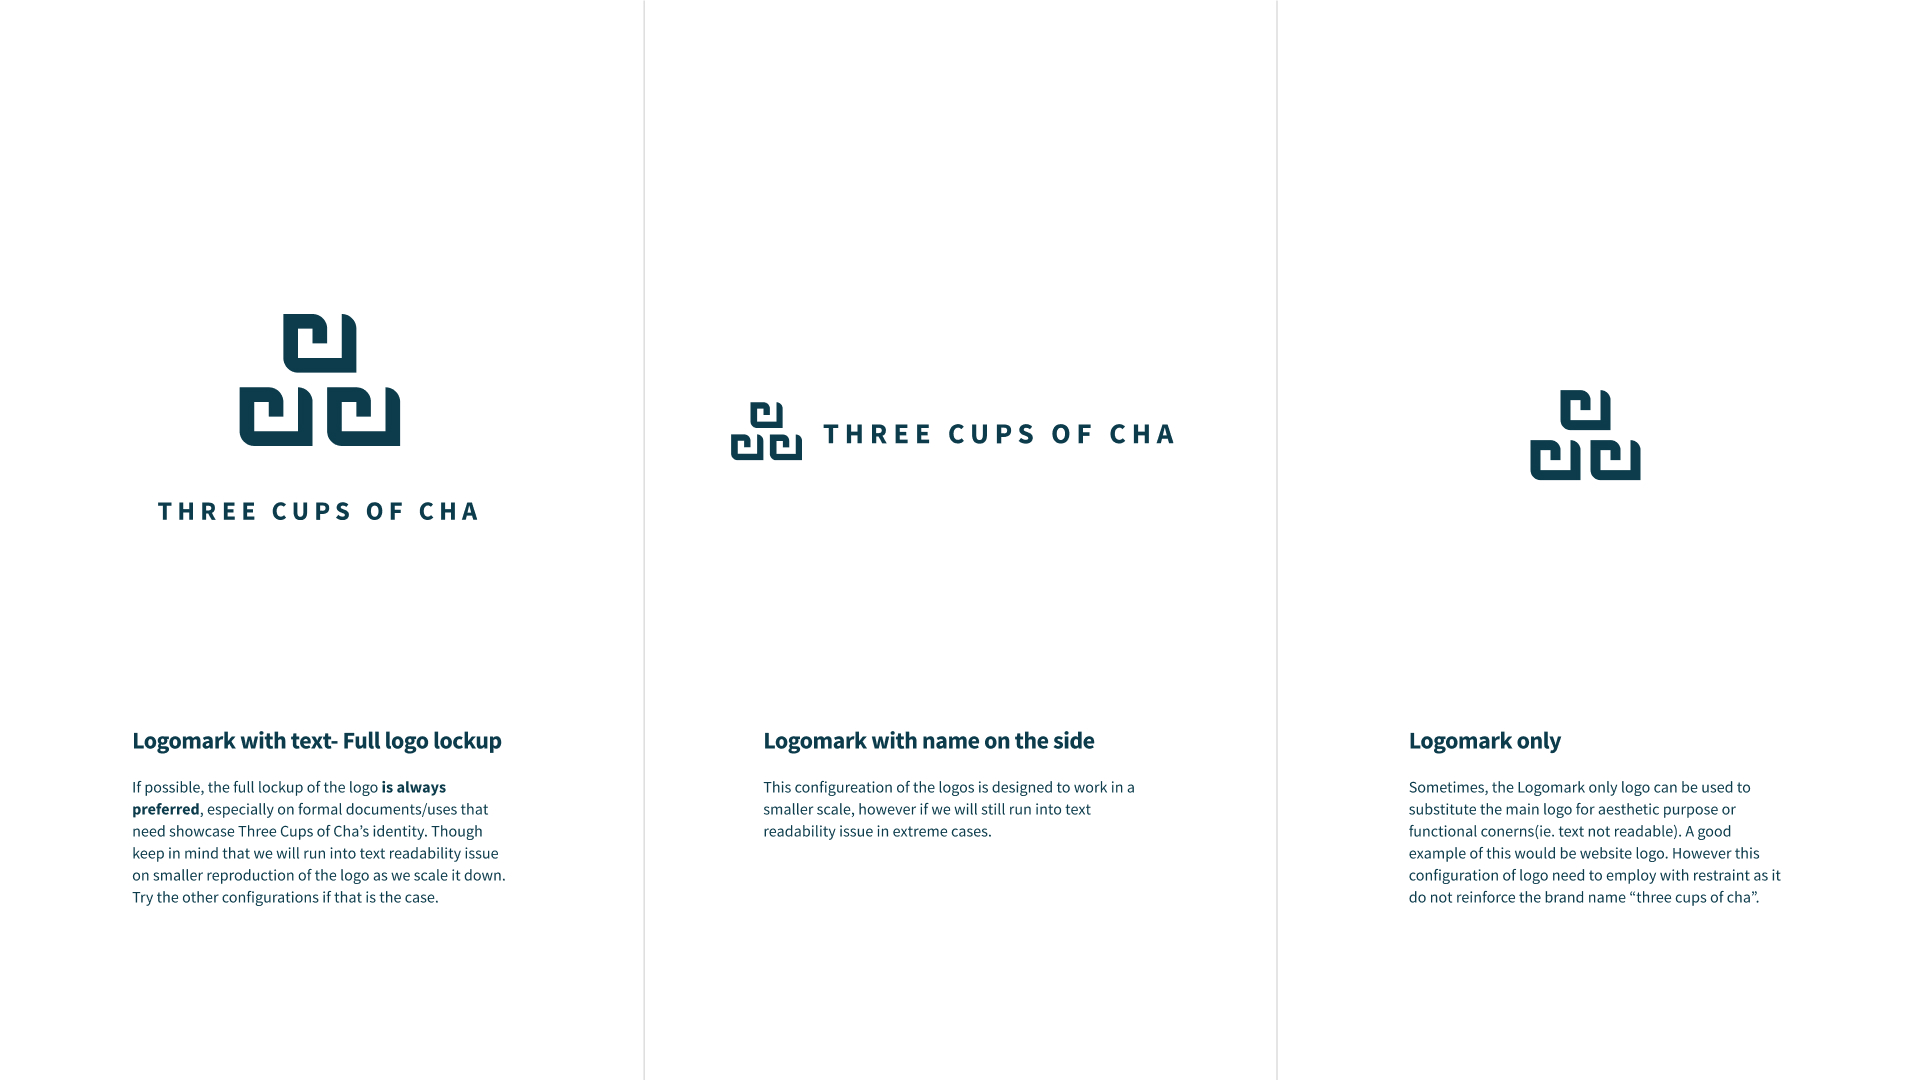 THREE CUPS OF CHA
Logomark with text- Full logo lockup
If possible, the full lockup of the logo is always
preferred, especially on formal documents/uses that
need showcase Three Cups of Cha’s identity. Though
keep in mind that we will run into text readability issue
on smaller reproduction of the logo as we scale it down.
Try the other configurations if that is the case.
THREE CUPS OF CHA
Logomark with name on the side
This configureation of the logos is designed to work in a
smaller scale, however if we will still run into text
readability issue in extreme cases.
Logomark only
Sometimes, the Logomark only logo can be used to
substitute the main logo for aesthetic purpose or
functional conerns(ie. text not readable). A good
example of this would be website logo. However this
configuration of logo need to employ with restraint as it
do not reinforce the brand name “three cups of cha”.